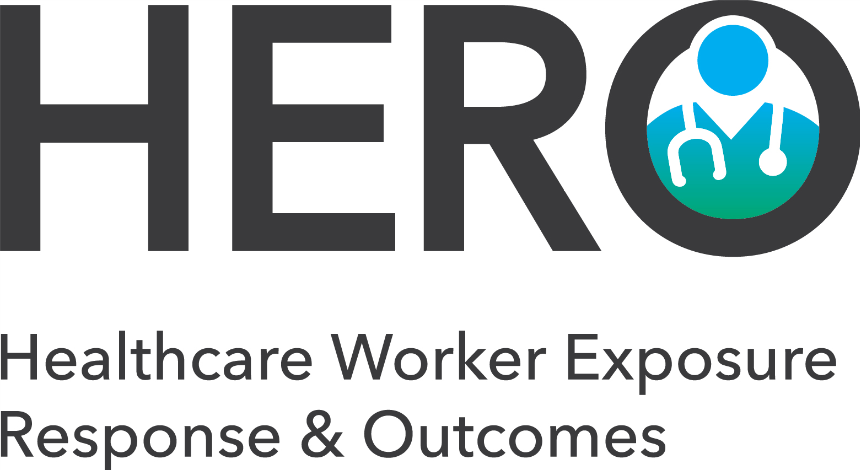 HERO
Healthcare Worker Exposure
Response & Outcomes